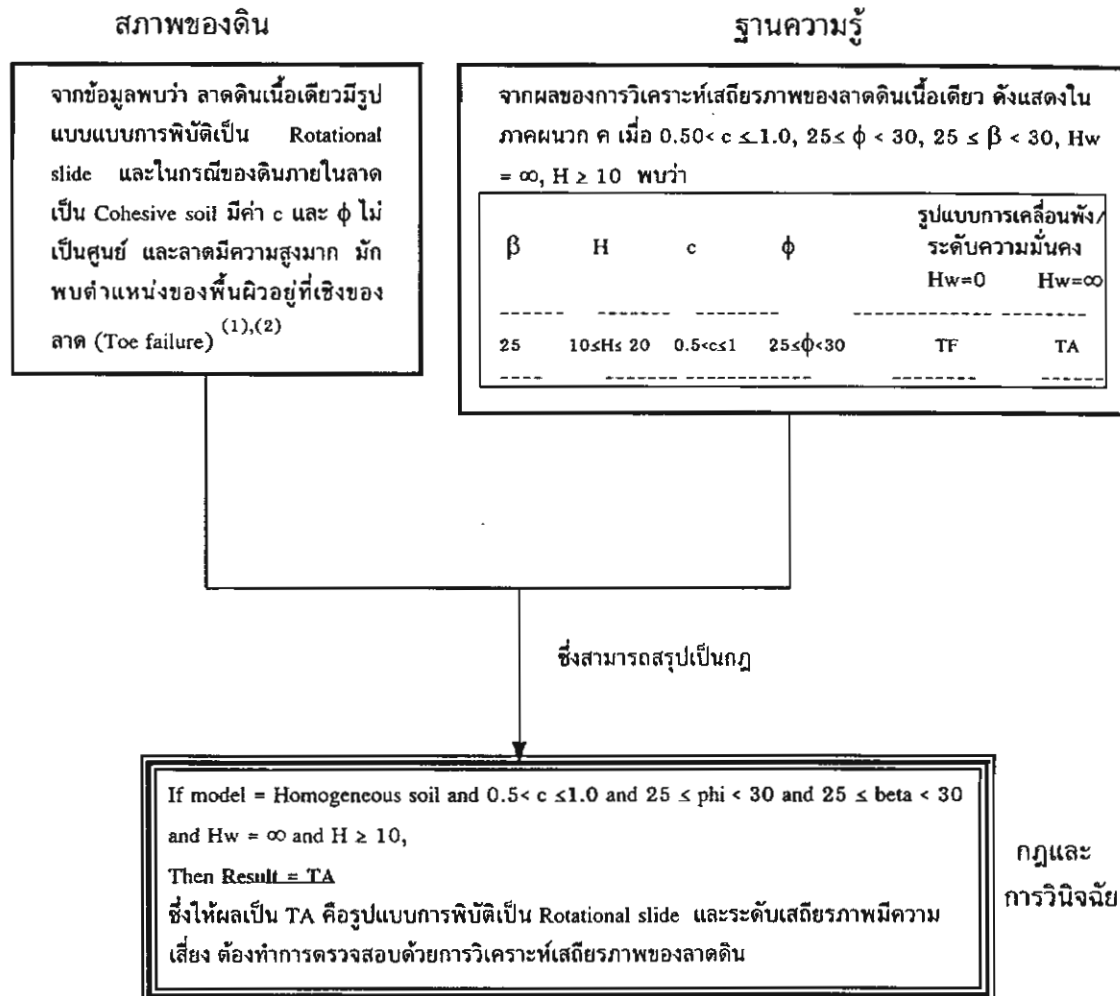 สภาพของดิน
จากข้อมูลพบว่า ลาดดินเนื้อเดียวมีรูป
แบบแบบการพิบัติเป็น Rotational
slide และในกรณีของดินภายในลาด
เป็น Cohesive soil มีค่า c และ ϕ ไม่
เป็นศูนย์ และลาดมีความสูงมาก มัก
พบตำแหน่งของพื้นผิวอยู่ที่เชิงของ
ลาด (Toe failure) (1),(2)
ฐานความรู้
จากผลของการวิเคราะห์เสถียรภาพของลาดดินเนื้อเดียว ดังแสดงใน
ภาคผนวก ค เมื่อ 0.50< c ≤1.0, 25≤ ϕ < 30, 25 ≤ β < 30, Hw
= ∞, H ≥ 10 พบว่า
รูปแบบการเคลื่อนพัง/
β H c ϕ ระดับความมั่นคง
Hw=0 Hw=∞
25 10≤H≤ 20 0.5<c≤1 25≤ϕ<30 TF TA
ซึ่งสามารถสรุปเป็นกฎ
If model = Homogeneous soil and 0.5< c ≤1.0 and 25 ≤ phi < 30 and 25 ≤ beta < 30
and Hw = ∞ and H ≥ 10,
Then Result = TA
ซึ่งให้ผลเป็น TA คือรูปแบบการพิบัติเป็น Rotational slide และระดับเสถียรภาพมีความ
เสี่ยง ต้องทำการตรวจสอบด้วยการวิเคราะห์เสถียรภาพของลาดดิน
กฎและ
การวินิจฉัย